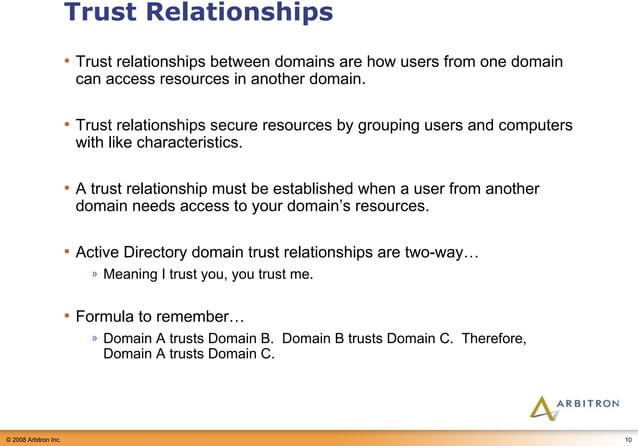 Trust Relationships
• Trust relationships between domains are how users from one domain
can access resources in another domain.
• Trust relationships secure resources by grouping users and computers
with like characteristics.
• A trust relationship must be established when a user from another
domain needs access to your domain’s resources.
• Active Directory domain trust relationships are two-way…
» Meaning I trust you, you trust me.
• Formula to remember…
» Domain A trusts Domain B.  Domain B trusts Domain C.  Therefore,
Domain A trusts Domain C.
ARBITRON
© 2008 Arbitron Inc.
10